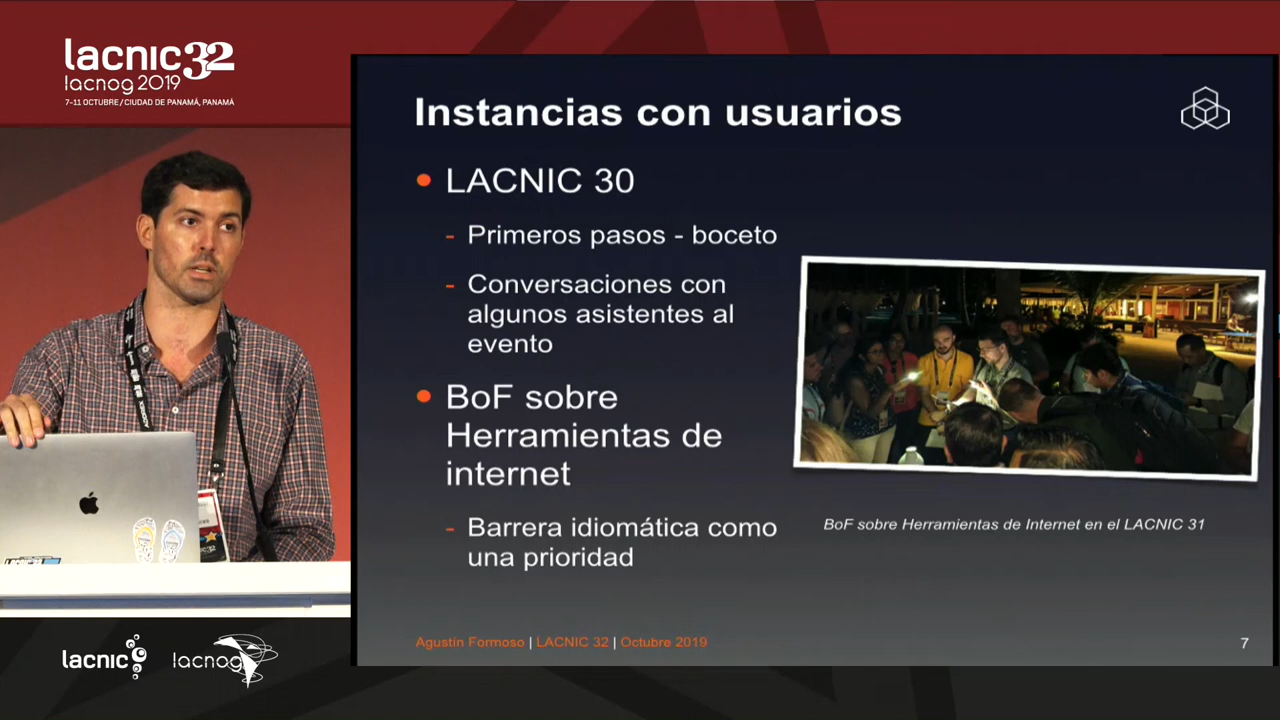 lacnic32
lacnog 2019
7-11 OCTUBRE / CIUDAD DE PANAMÁ, PANAMÁ
Instancias con usuarios
LACNIC 30
- Primeros pasos - boceto
- Conversaciones con
algunos asistentes al
evento
BoF sobre
Herramientas de
internet
- Barrera idiomática como
una prioridad
BoF sobre Herramientas de Internet en el LACNIC 31
Agustín Formoso | LACNIC 32 | Octubre 2019
7
lacnic
lacnog